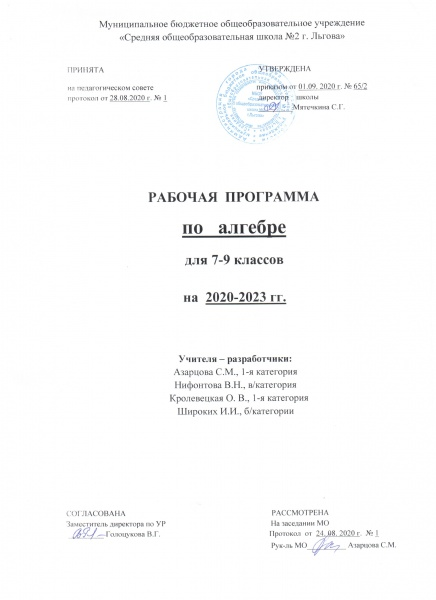 Муниципальное бюджетное общеобразовательное учреждение
«Средняя общеобразовательная школа №2 г. Льгова»
ПРИНЯТА
на педагогическом совете
протокол от 28.08.2020 г. № 1
УТВЕРЖДЕНА
приказом от 01.09. 2020 г. № 65/2
директор школы
Мятечкина С.Г.
РАБОЧАЯ ПРОГРАММА
по алгебре
для 7-9 классов
на 2020-2023 гг.
Учителя – разработчики:
Азарцова С.М., 1-я категория
Нифонтова В.Н., в/категория
Кролевецкая О. В., 1-я категория
Широких И.И., б/категории
СОГЛАСОВАНА
Заместитель директора по УР
Голоцукова В.Г.
РАССМОТРЕНА
На заседании МО
Протокол от 24. 08. 2020 г. № 1
Рук-ль МО Азарцова С.М.